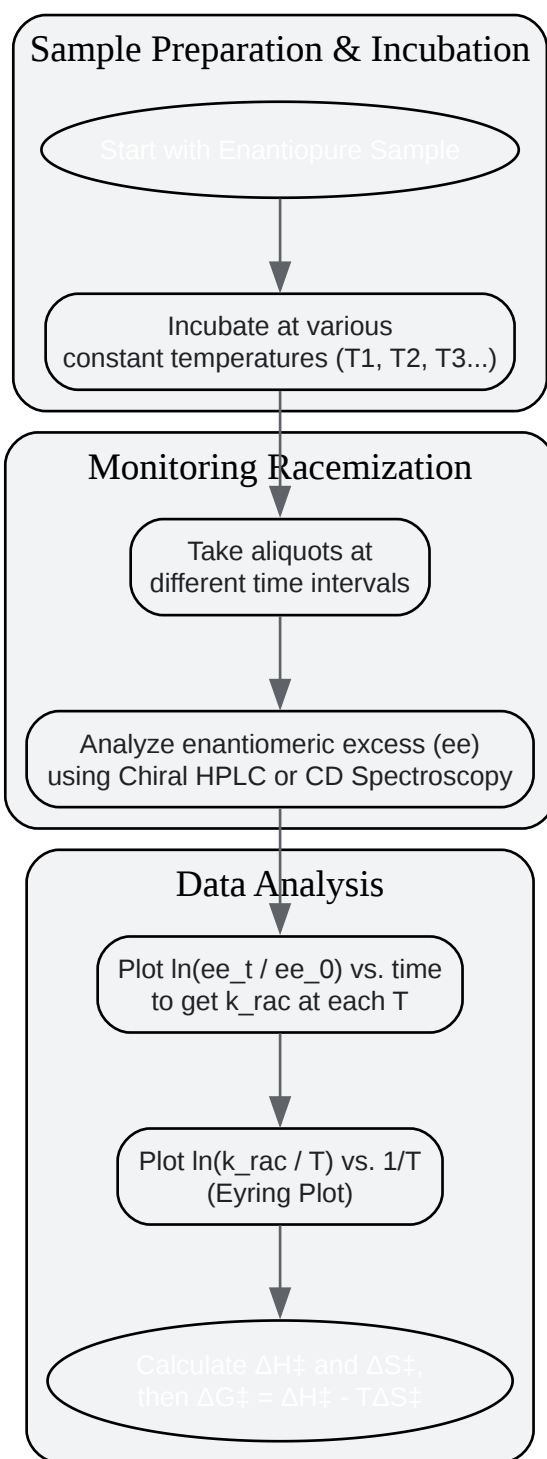 Sample Preparation & Incubation
Start with Enantiopure Sample
Incubate at various
constant temperatures (T1, T2, T3...)
Monitoring Racemization
Take aliquots at
different time intervals
Analyze enantiomeric excess (ee)
using Chiral HPLC or CD Spectroscopy
Data Analysis
Plot ln(ee_t / ee_0) vs. time
to get k_rac at each T
Plot ln(k_rac / T) vs. 1/T
(Eyring Plot)
Calculate ΔH‡ and ΔS‡,
then ΔG‡ = ΔH‡ - TΔS‡